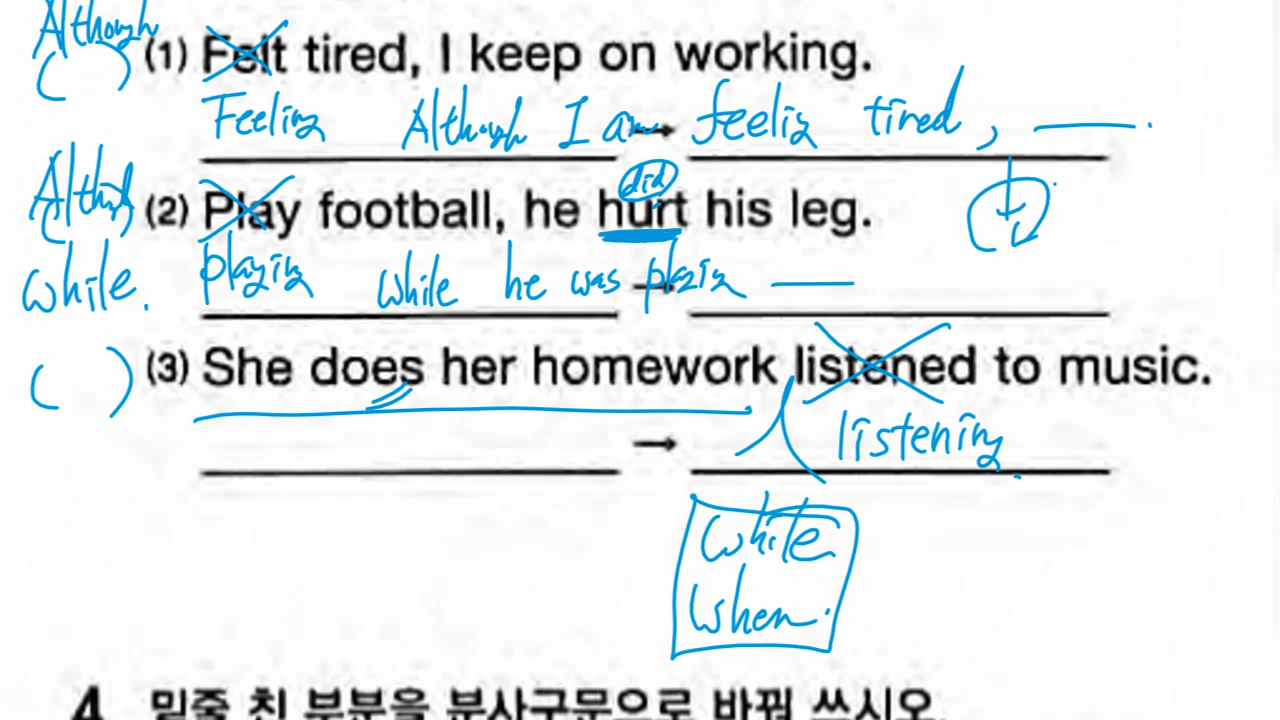 Although
( ) (1) Felt tired, I keep on working.
Feeling Although I am → feeling tired, —.
did
(2) Play football, he hurt his leg.
while. playing while he was → playing —
( ) (3) She does her homework listened to music.
→ listening
while
when.
4 밑줄 친 부분을 분사구문으로 바꿔 쓰시오.